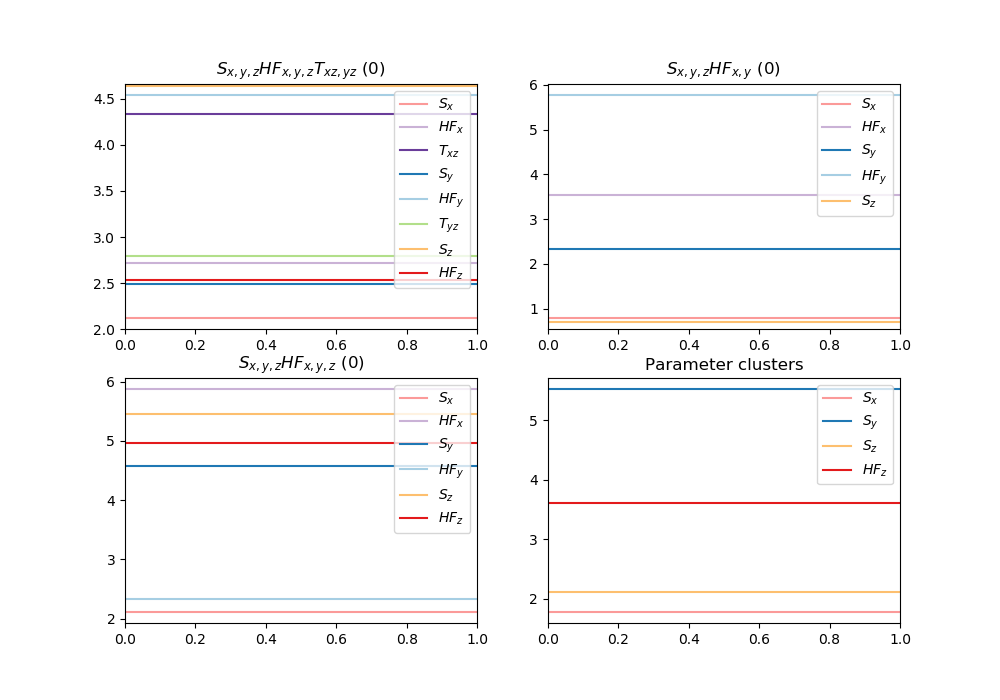 $S_{x,y,z}HF_{x,y,z}T_{xz,yz}$ (0)
4.5
4.0
3.5
3.0
2.5
2.0
0.0 0.2 0.4 0.6 0.8 1.0
$S_x$
$HF_x$
$T_{xz}$
$S_y$
$HF_y$
$T_{yz}$
$S_z$
$HF_z$
$S_{x,y,z}HF_{x,y}$ (0)
6
5
4
3
2
1
0.0 0.2 0.4 0.6 0.8 1.0
$S_x$
$HF_x$
$S_y$
$HF_y$
$S_z$
$S_{x,y,z}HF_{x,y,z}$ (0)
6
5
4
3
2
0.0 0.2 0.4 0.6 0.8 1.0
$S_x$
$HF_x$
$S_y$
$HF_y$
$S_z$
$HF_z$
Parameter clusters
5
4
3
2
0.0 0.2 0.4 0.6 0.8 1.0
$S_x$
$S_y$
$S_z$
$HF_z$